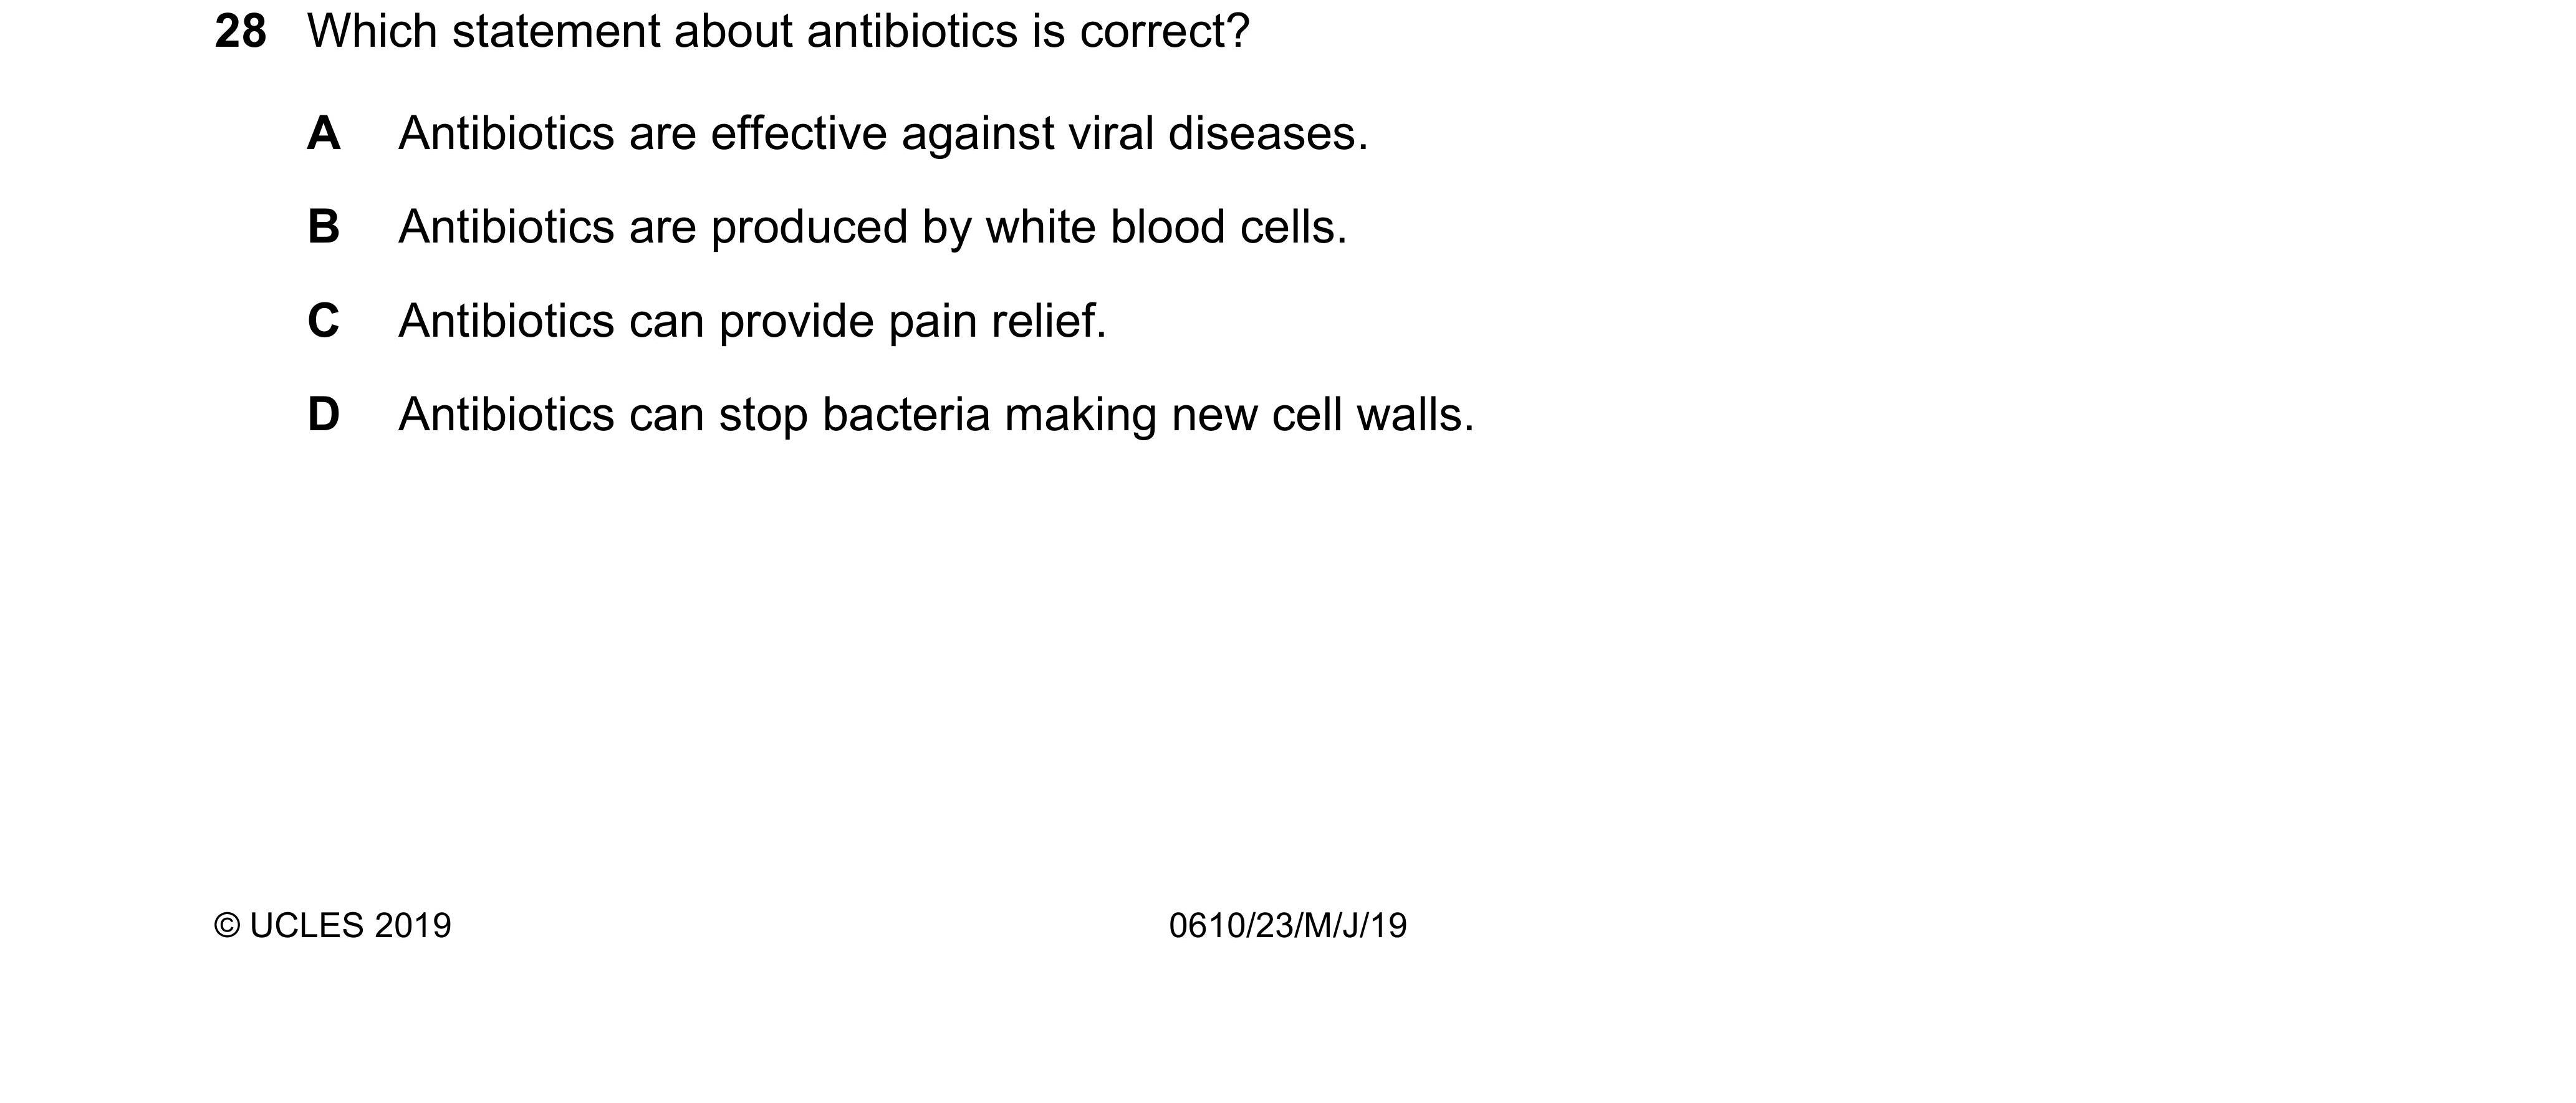 28 Which statement about antibiotics is correct?
A Antibiotics are effective against viral diseases.
B Antibiotics are produced by white blood cells.
C Antibiotics can provide pain relief.
D Antibiotics can stop bacteria making new cell walls.
© UCLES 2019 0610/23/M/J/19